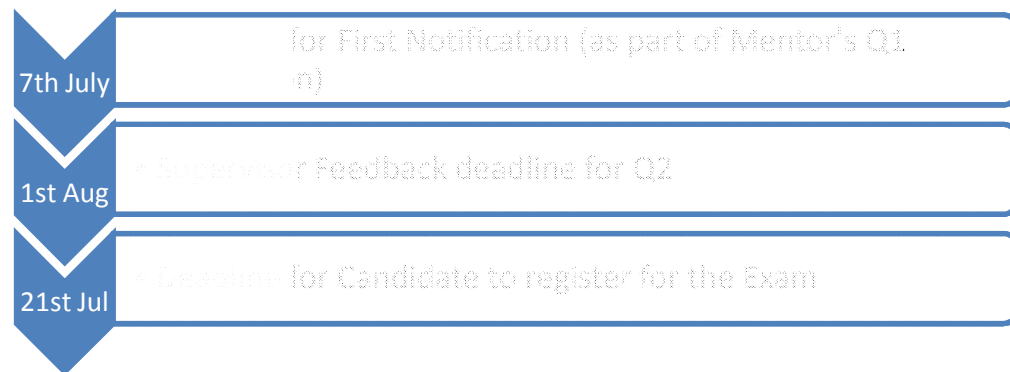 7th July
for First Notification (as part of Mentor's Q1
n)
1st Aug
• Supervisor Feedback deadline for Q2
21st Jul
• Deadline for Candidate to register for the Exam